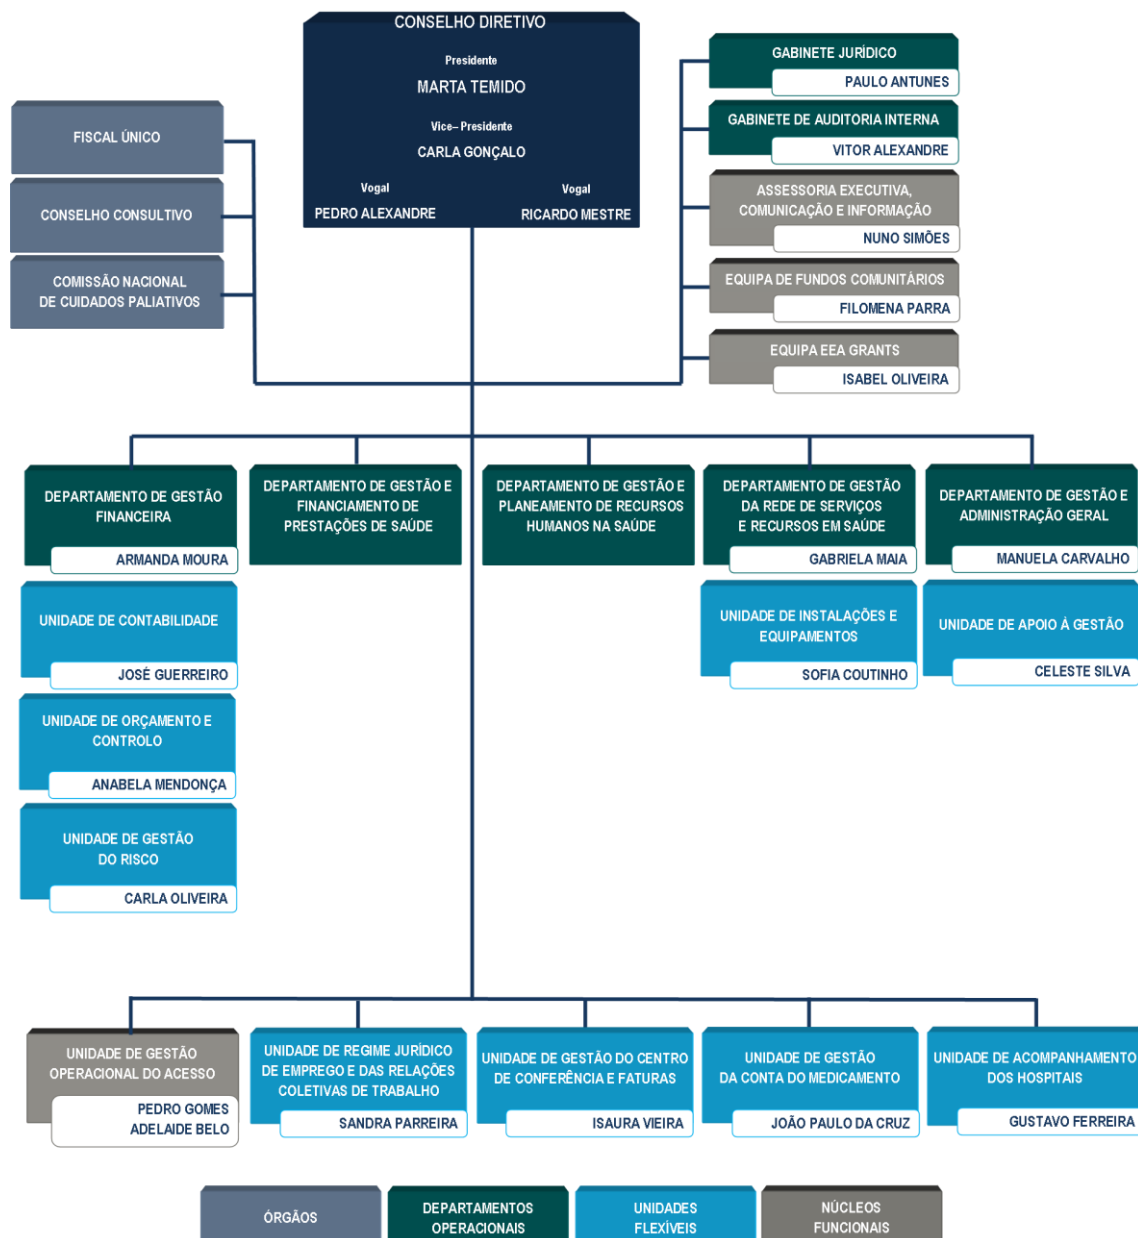 CONSELHO DIRETIVO
Presidente
MARTA TEMIDO
Vice– Presidente
CARLA GONÇALO
Vogal
PEDRO ALEXANDRE
Vogal
RICARDO MESTRE
FISCAL ÚNICO
CONSELHO CONSULTIVO
COMISSÃO NACIONAL
DE CUIDADOS PALIATIVOS
GABINETE JURÍDICO
PAULO ANTUNES
GABINETE DE AUDITORIA INTERNA
VITOR ALEXANDRE
ASSESSORIA EXECUTIVA,
COMUNICAÇÃO E INFORMAÇÃO
NUNO SIMÕES
EQUIPA DE FUNDOS COMUNITÁRIOS
FILOMENA PARRA
EQUIPA EEA GRANTS
ISABEL OLIVEIRA
DEPARTAMENTO DE GESTÃO
FINANCEIRA
ARMANDA MOURA
DEPARTAMENTO DE GESTÃO E
FINANCIAMENTO DE
PRESTAÇÕES DE SAÚDE
DEPARTAMENTO DE GESTÃO E
PLANEAMENTO DE RECURSOS
HUMANOS NA SAÚDE
DEPARTAMENTO DE GESTÃO
DA REDE DE SERVIÇOS
E RECURSOS EM SAÚDE
GABRIELA MAIA
DEPARTAMENTO DE GESTÃO E
ADMINISTRAÇÃO GERAL
MANUELA CARVALHO
UNIDADE DE CONTABILIDADE
JOSÉ GUERREIRO
UNIDADE DE INSTALAÇÕES E
EQUIPAMENTOS
SOFIA COUTINHO
UNIDADE DE APOIO À GESTÃO
CELESTE SILVA
UNIDADE DE ORÇAMENTO E
CONTROLO
ANABELA MENDONÇA
UNIDADE DE GESTÃO
DO RISCO
CARLA OLIVEIRA
UNIDADE DE GESTÃO
OPERACIONAL DO ACESSO
PEDRO GOMES
ADELAIDE BELO
UNIDADE DE REGIME JURÍDICO
DE EMPREGO E DAS RELAÇÕES
COLETIVAS DE TRABALHO
SANDRA PARREIRA
UNIDADE DE GESTÃO DO CENTRO
DE CONFERÊNCIA E FATURAS
ISAURA VIEIRA
UNIDADE DE GESTÃO
DA CONTA DO MEDICAMENTO
JOÃO PAULO DA CRUZ
UNIDADE DE ACOMPANHAMENTO
DOS HOSPITAIS
GUSTAVO FERREIRA
ÓRGÃOS
DEPARTAMENTOS
OPERACIONAIS
UNIDADES
FLEXÍVEIS
NÚCLEOS
FUNCIONAIS